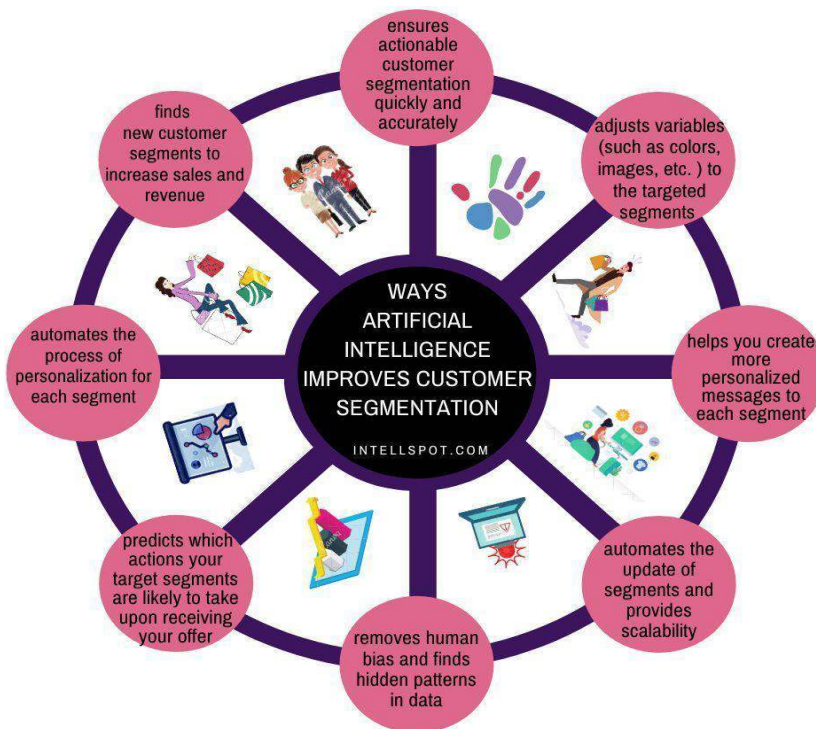 ensures
actionable
customer
segmentation
quickly and
accurately
adjusts variables
(such as colors,
images, etc. ) to
the targeted
segments
helps you create
more
personalized
messages to
each segment
automates the
update of
segments and
provides
scalability
removes human
bias and finds
hidden patterns
in data
predicts which
actions your
target segments
are likely to take
upon receiving
your offer
automates the
process of
personalization for
each segment
finds
new customer
segments to
increase sales and
revenue
WAYS
ARTIFICIAL
INTELLIGENCE
IMPROVES CUSTOMER
SEGMENTATION
INTELLSPOT.COM